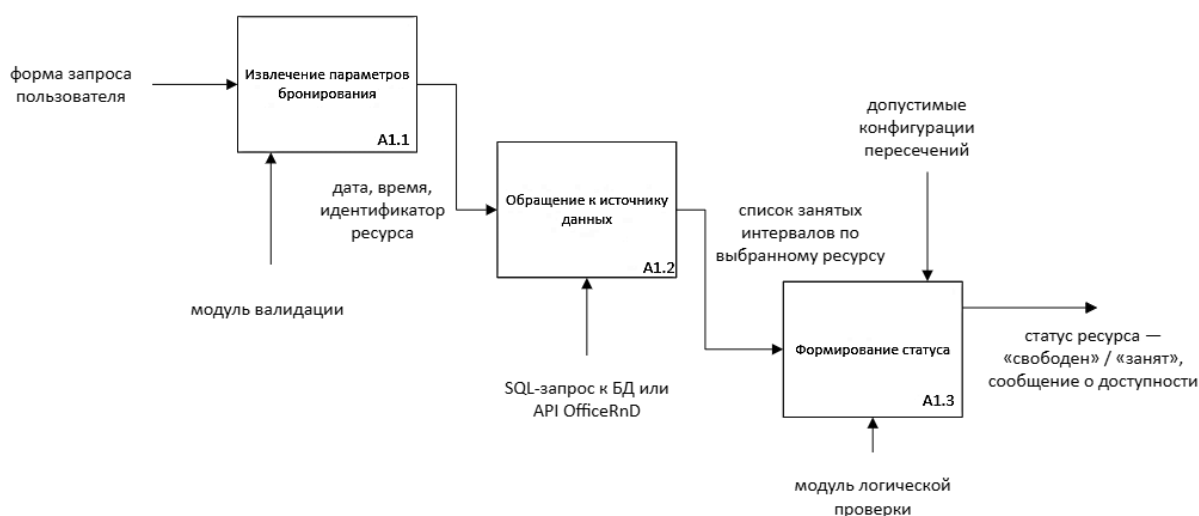 форма запроса
пользователя
Извлечение параметров
бронирования
A1.1
модуль валидации
дата, время,
идентификатор
ресурса
Обращение к источнику
данных
A1.2
SQL-запрос к БД или
API OfficeRnD
список занятых
интервалов по
выбранному ресурсу
допустимые
конфигурации
пересечений
Формирование статуса
A1.3
модуль логической
проверки
статус ресурса —
«свободен» / «занят»,
сообщение о доступности